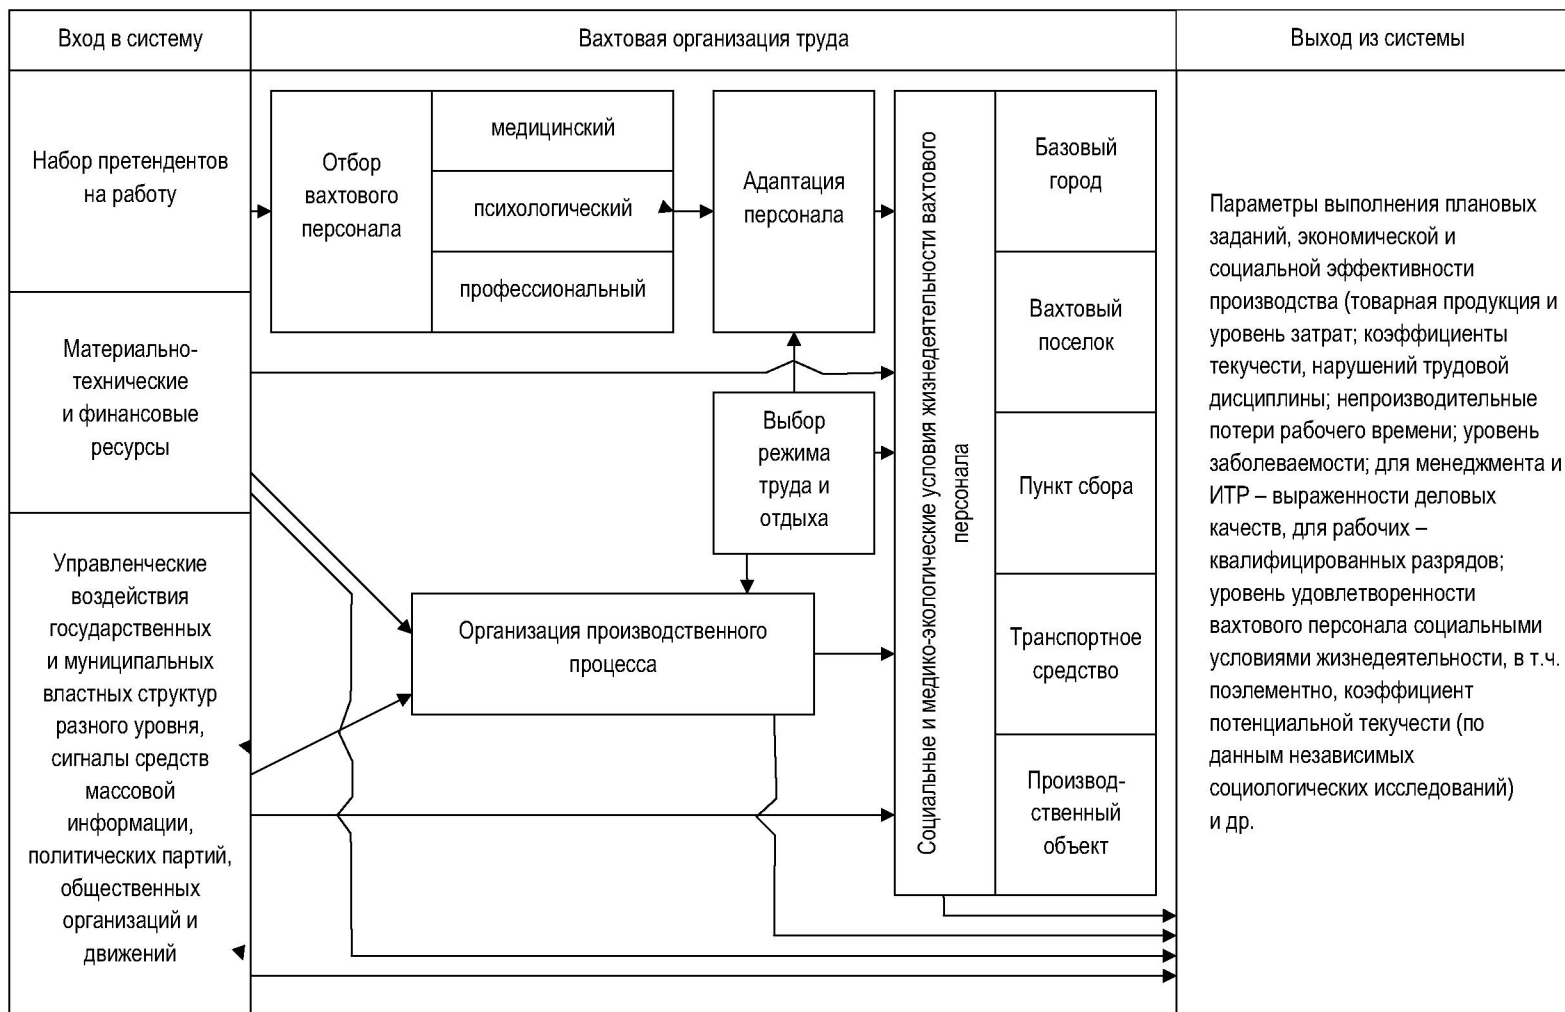 Вход в систему
Вахтовая организация труда
Выход из системы
Набор претендентов
на работу
Материально-
технические
и финансовые
ресурсы
Управленческие
воздействия
государственных
и муниципальных
властных структур
разного уровня,
сигналы средств
массовой
информации,
политических партий,
общественных
организаций и
движений
Отбор
вахтового
персонала
медицинский
психологический
профессиональный
Адаптация
персонала
Выбор
режима
труда и
отдыха
Организация производственного
процесса
Социальные и медико-экологические условия жизнедеятельности вахтового
персонала
Базовый
город
Вахтовый
поселок
Пункт сбора
Транспортное
средство
Производ-
ственный
объект
Параметры выполнения плановых
заданий, экономической и
социальной эффективности
производства (товарная продукция и
уровень затрат; коэффициенты
текучести, нарушений трудовой
дисциплины; непроизводительные
потери рабочего времени; уровень
заболеваемости; для менеджмента и
ИТР – выраженности деловых
качеств, для рабочих –
квалифицированных разрядов;
уровень удовлетворенности
вахтового персонала социальными
условиями жизнедеятельности, в т.ч.
поэлементно, коэффициент
потенциальной текучести (по
данным независимых
социологических исследований)
и др.